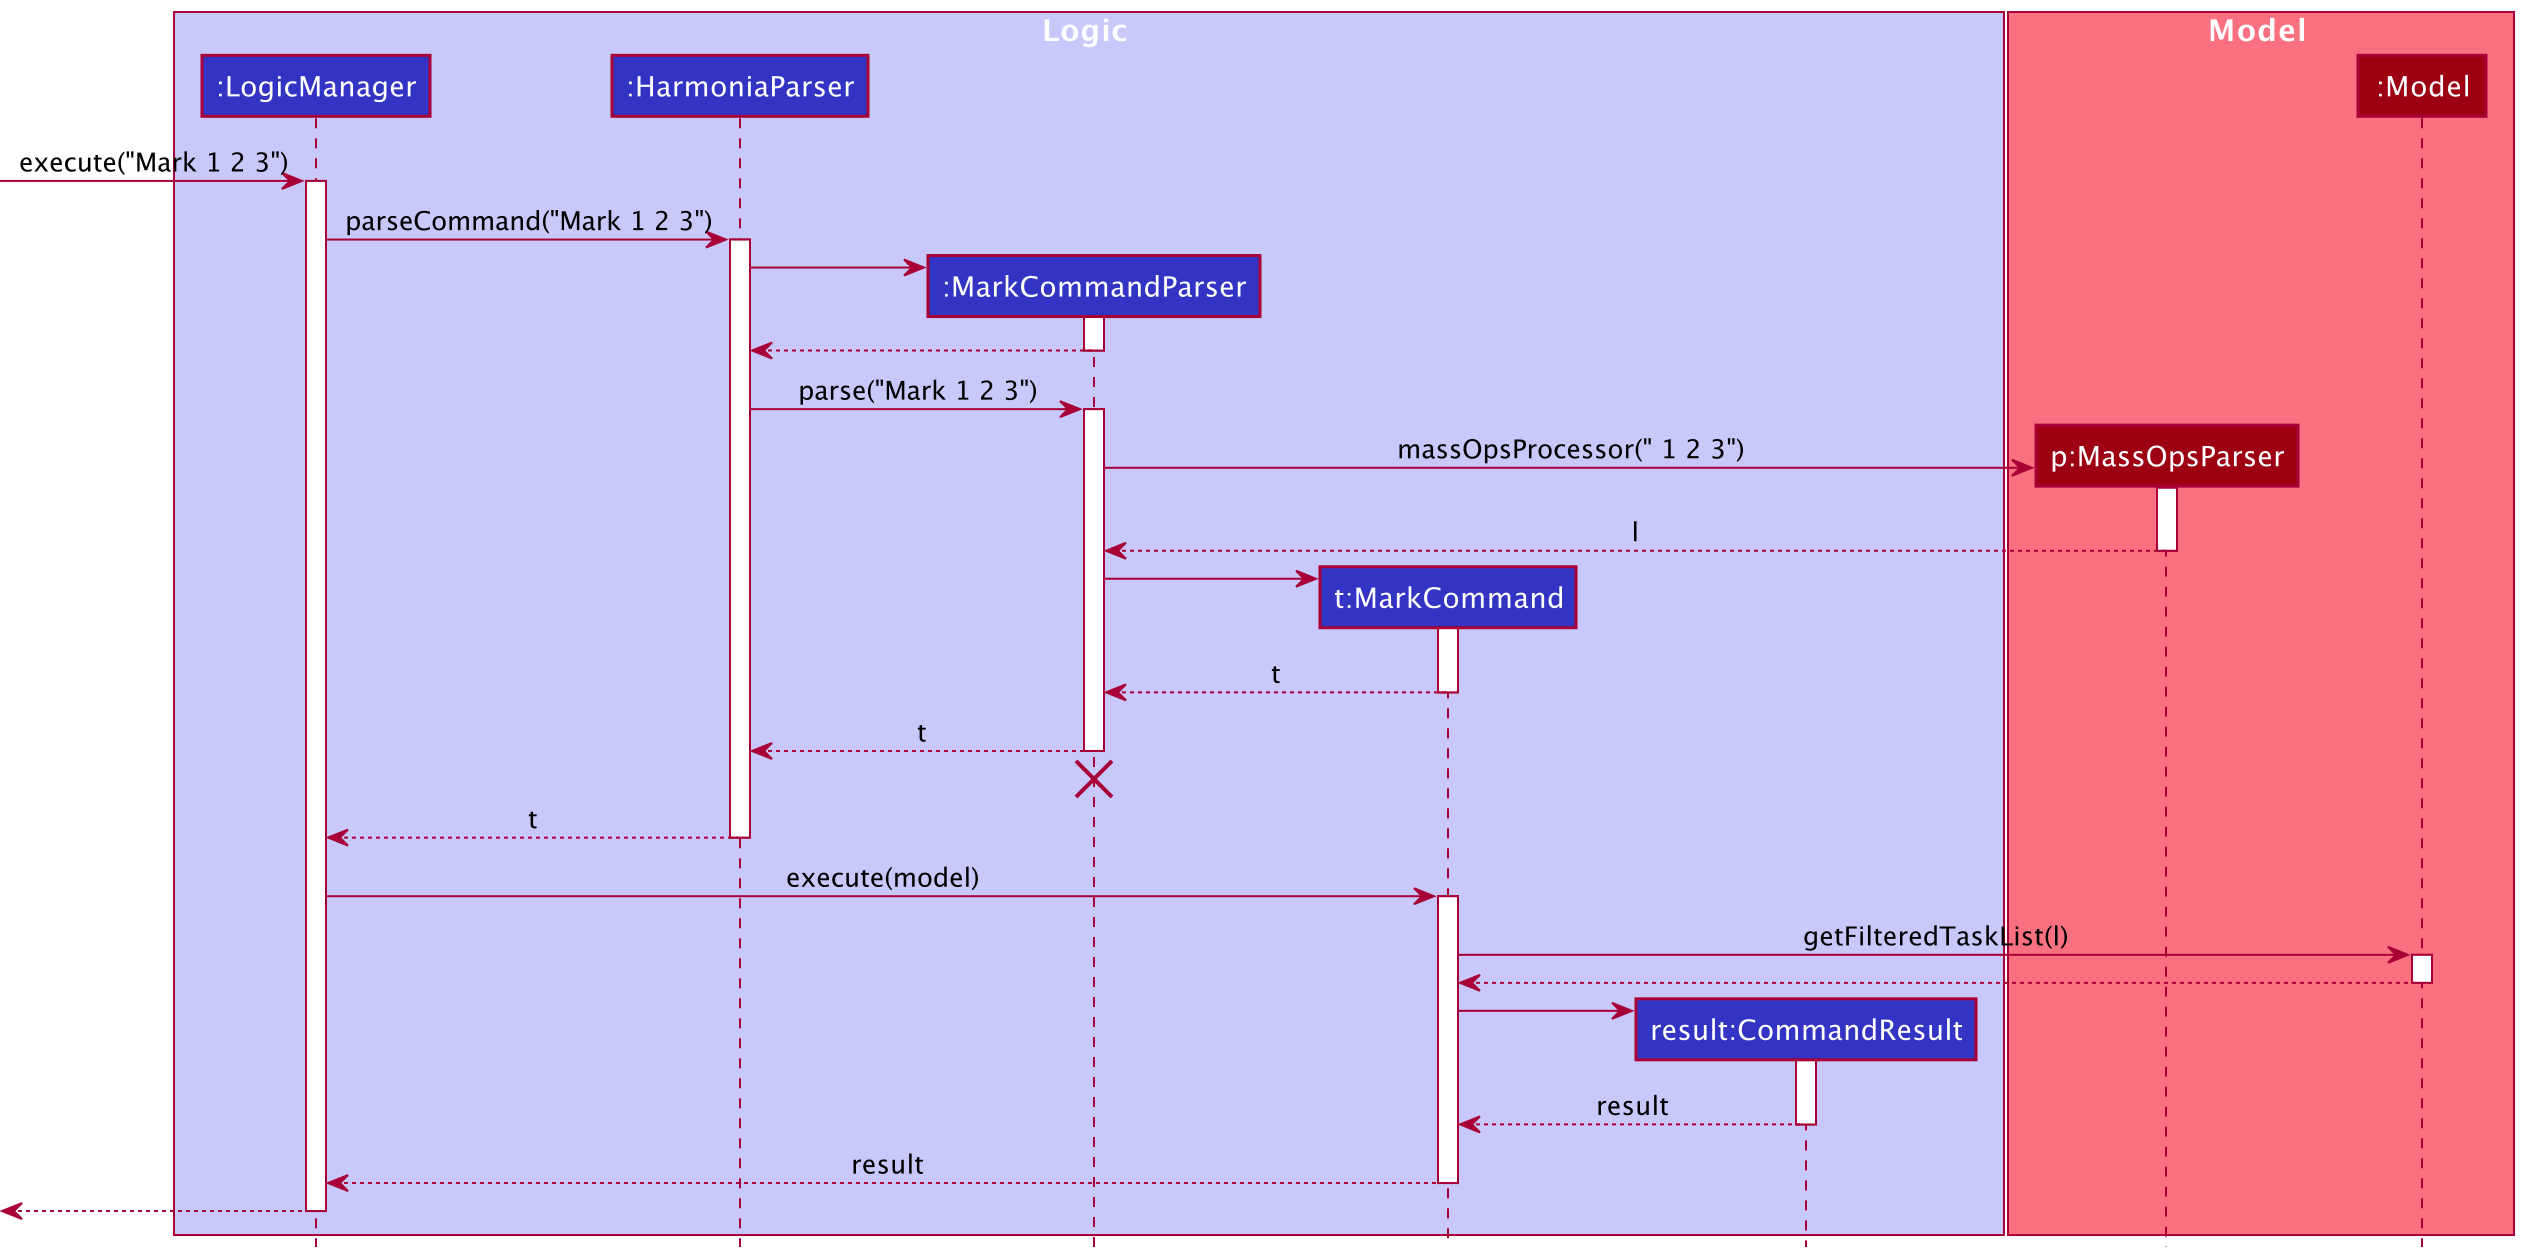 Logic
Model
:LogicManager
:HarmoniaParser
:Model
execute("Mark 1 2 3")
parseCommand("Mark 1 2 3")
:MarkCommandParser
parse("Mark 1 2 3")
massOpsProcessor(" 1 2 3")
p:MassOpsParser
l
t:MarkCommand
t
t
t
execute(model)
getFilteredTaskList(l)
result:CommandResult
result
result